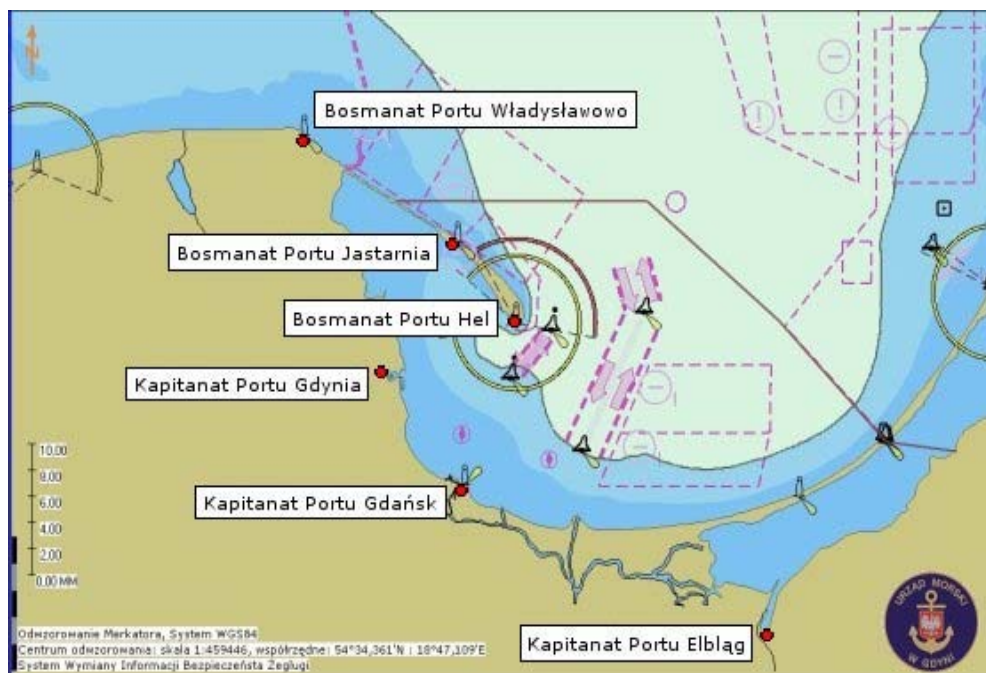 Bosmanat Portu Władysławowo
Bosmanat Portu Jastarnia
Bosmanat Portu Hel
Kapitanat Portu Gdynia
10.00
8.00
6.00
4.00
2.00
0.00 MM
Kapitanat Portu Gdańsk
Kapitanat Portu Elbląg
URZĄD MORSKI
W GDYNI
Odwzorowanie Merkatora, System WGS84
Centrum odwzorowania: skala 1:459446, współrzędne: 54°34,361'N : 18°47,109'E
System Wymiany Informacji Bezpieczeństa Żeglugi